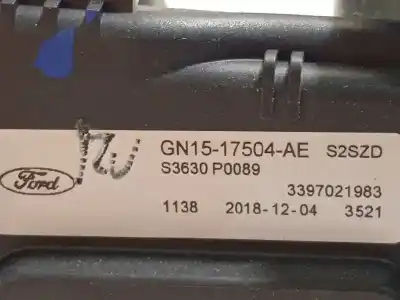 GN15-17504-AE S2SZD
S3630 P0089
Ford
3397021983
1138 2018-12-04 3521